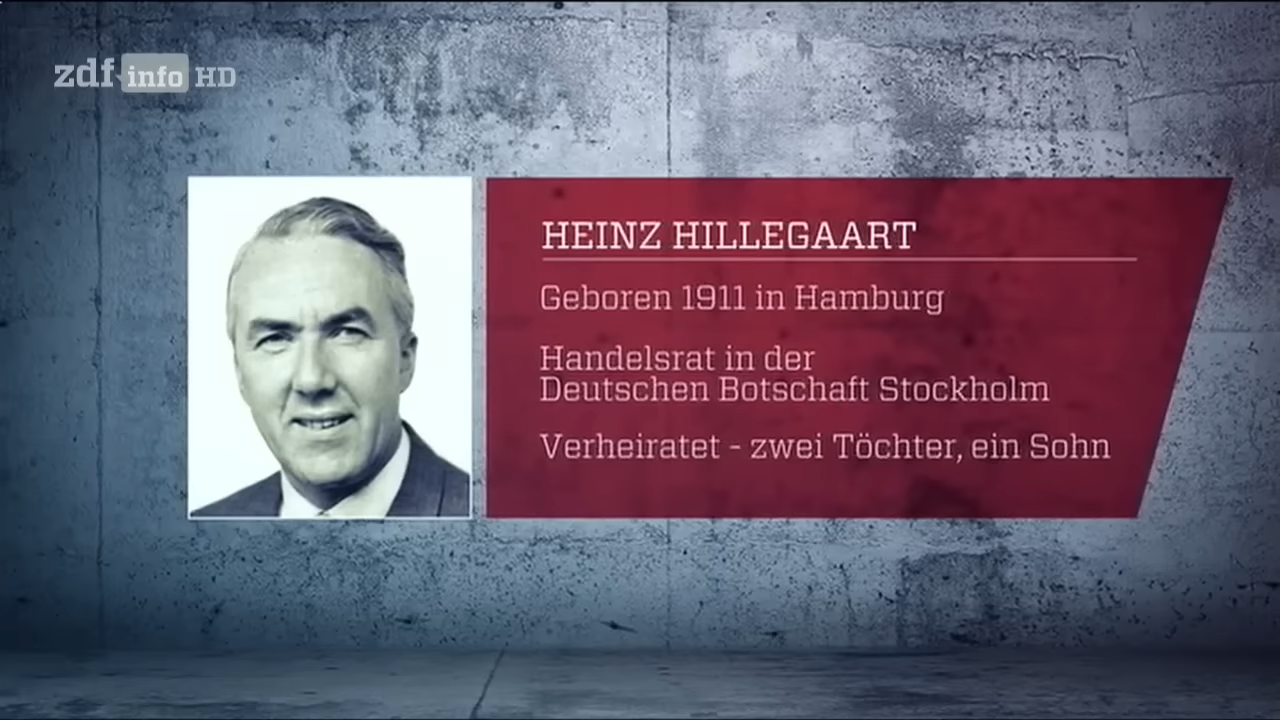 zdf info HD
HEINZ HILLEGAART
Geboren 1911 in Hamburg
Handelsrat in der
Deutschen Botschaft Stockholm
Verheiratet - zwei Töchter, ein Sohn